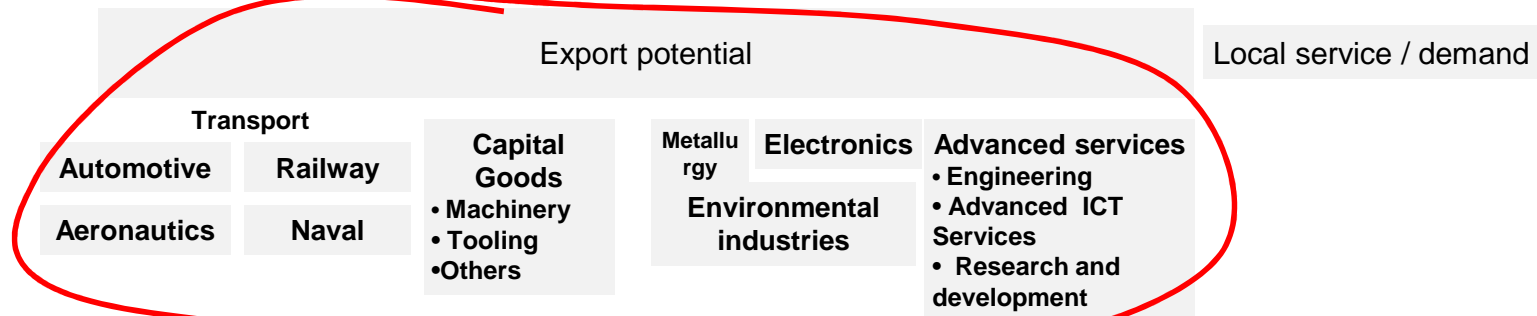 Export potential
Local service / demand
Transport
Automotive
Railway
Aeronautics
Naval
Capital
Goods
• Machinery
• Tooling
•Others
Metallu
rgy
Electronics
Environmental
industries
Advanced services
• Engineering
• Advanced ICT
Services
• Research and
development